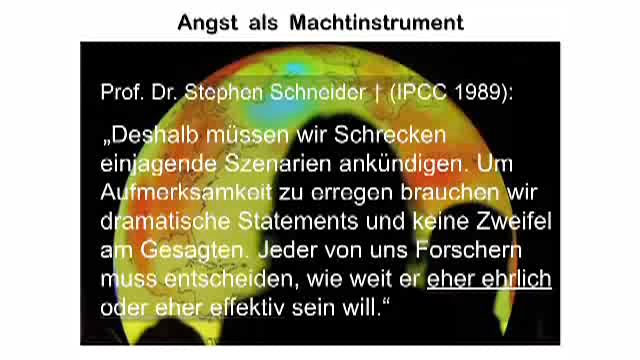 Angst als Machtinstrument
Prof. Dr. Stephen Schneider † (IPCC 1989):
„Deshalb müssen wir Schrecken
einjagende Szenarien ankündigen. Um
Aufmerksamkeit zu erregen brauchen wir
dramatische Statements und keine Zweifel
am Gesagten. Jeder von uns Forschern
muss entscheiden, wie weit er eher ehrlich
oder eher effektiv sein will.“